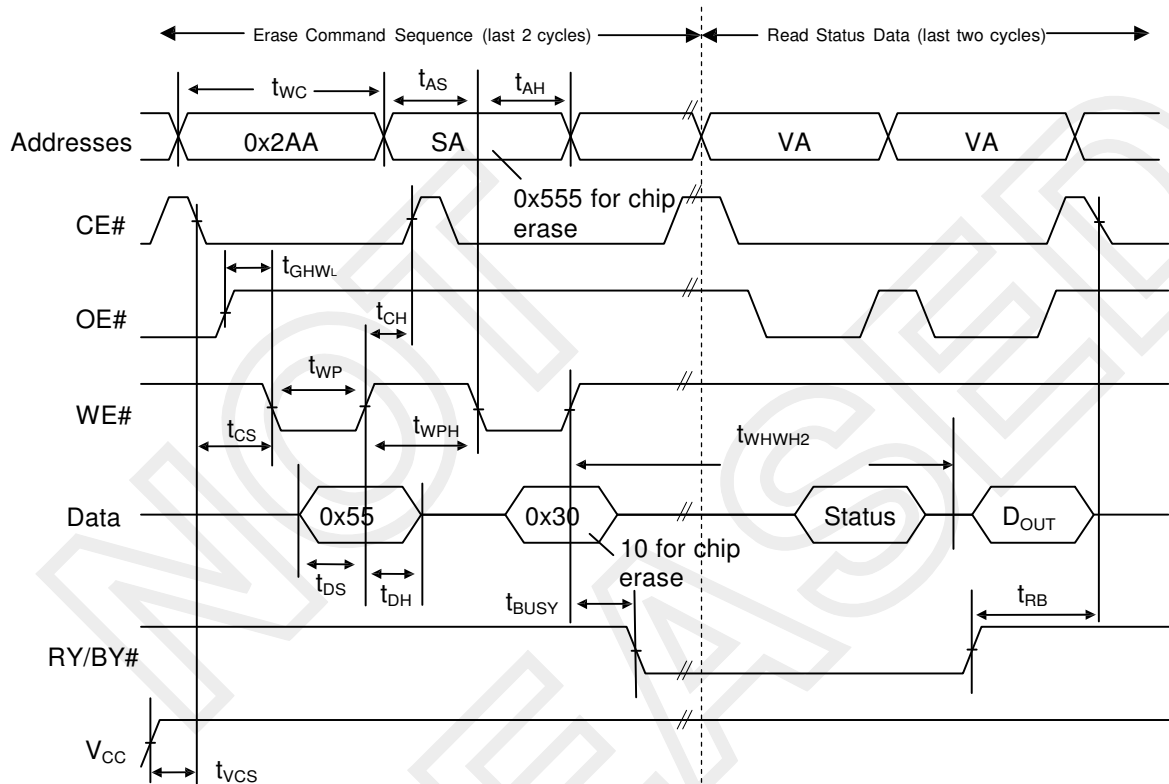 Erase Command Sequence (last 2 cycles)
Read Status Data (last two cycles)
tWC
tAS
tAH
Addresses
0x2AA
SA
VA
VA
0x555 for chip
erase
CE#
tGHWL
OE#
tCH
tWP
WE#
tCS
tWPH
tWHWH2
Data
0x55
0x30
Status
DOUT
10 for chip
erase
tDS
tDH
tBUSY
tRB
RY/BY#
VCC
tVCS